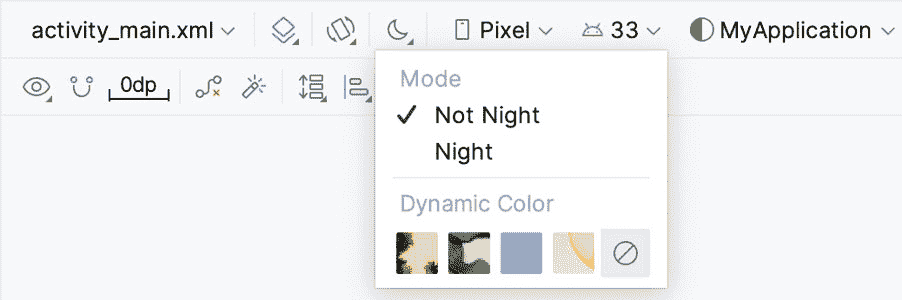 activity_main.xml Pixel 33 MyApplication
0dp
Mode
Not Night
Night
Dynamic Color